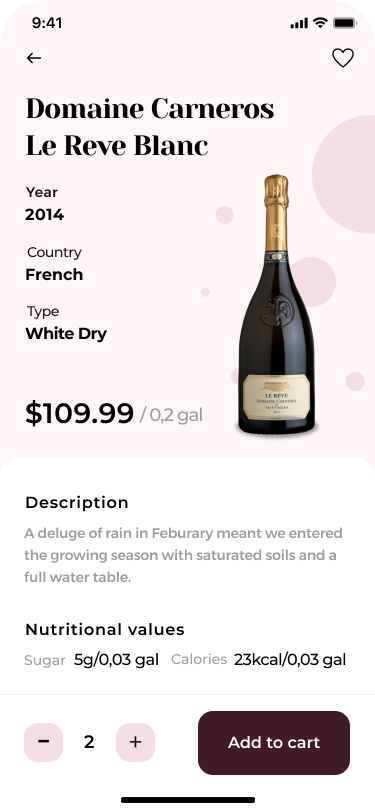 9:41
Domaine Carneros
Le Reve Blanc
Year
2014
Country
French
Type
White Dry
$109.99 / 0,2 gal
LE RÊVE
DOMAINE CARNEROS
Description
A deluge of rain in Feburary meant we entered
the growing season with saturated soils and a
full water table.
Nutritional values
Sugar 5g/0,03 gal Calories 23kcal/0,03 gal
- 2 +
Add to cart